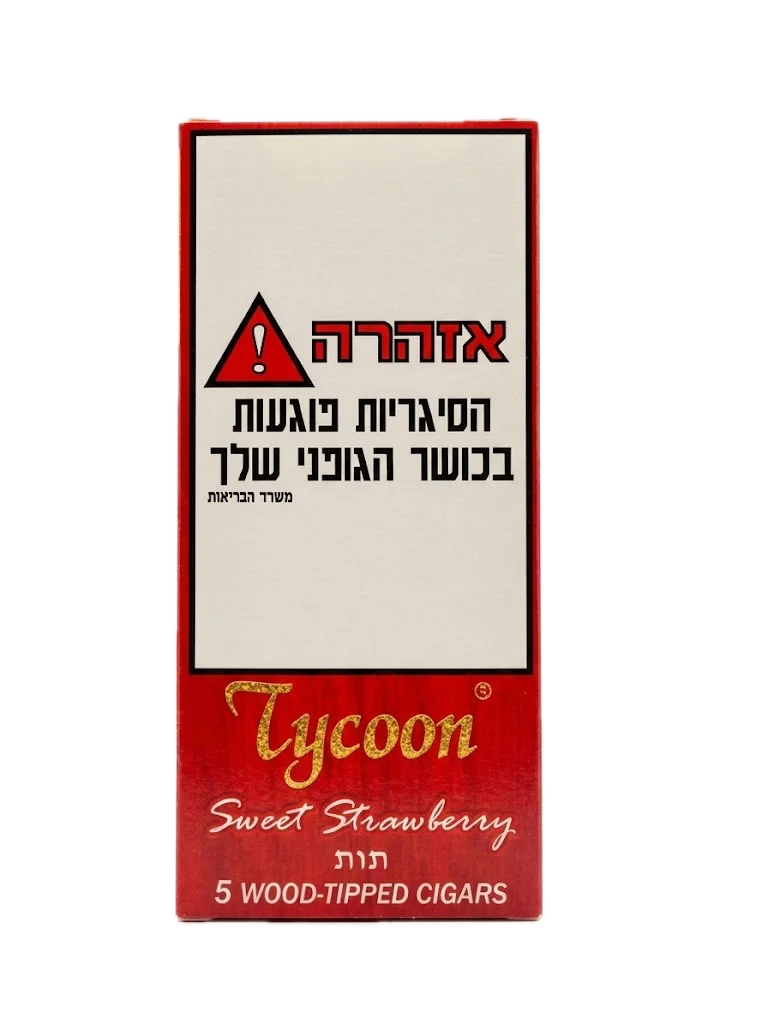 אזהרה
הסיגריות פוגעות
בכושר הגופני שלך
משרד הבריאות
Tycoon®
Sweet Strawberry
תות
5 WOOD-TIPPED CIGARS